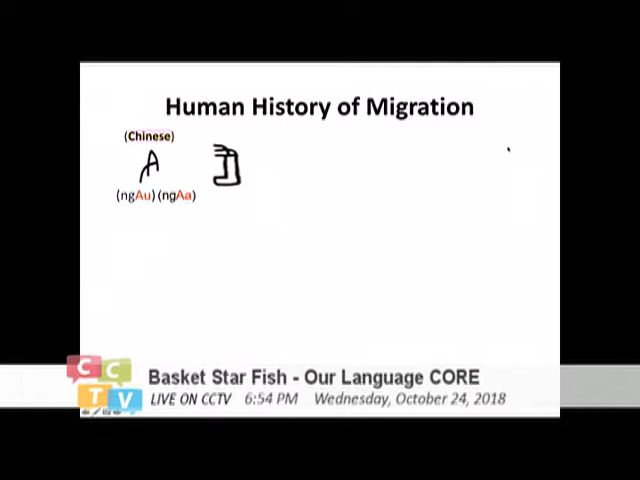 Human History of Migration
(Chinese)
A
(ngAu)(ngAa)
C
C
T
V
Basket Star Fish - Our Language CORE
LIVE ON CCTV 6:54 PM Wednesday, October 24, 2018